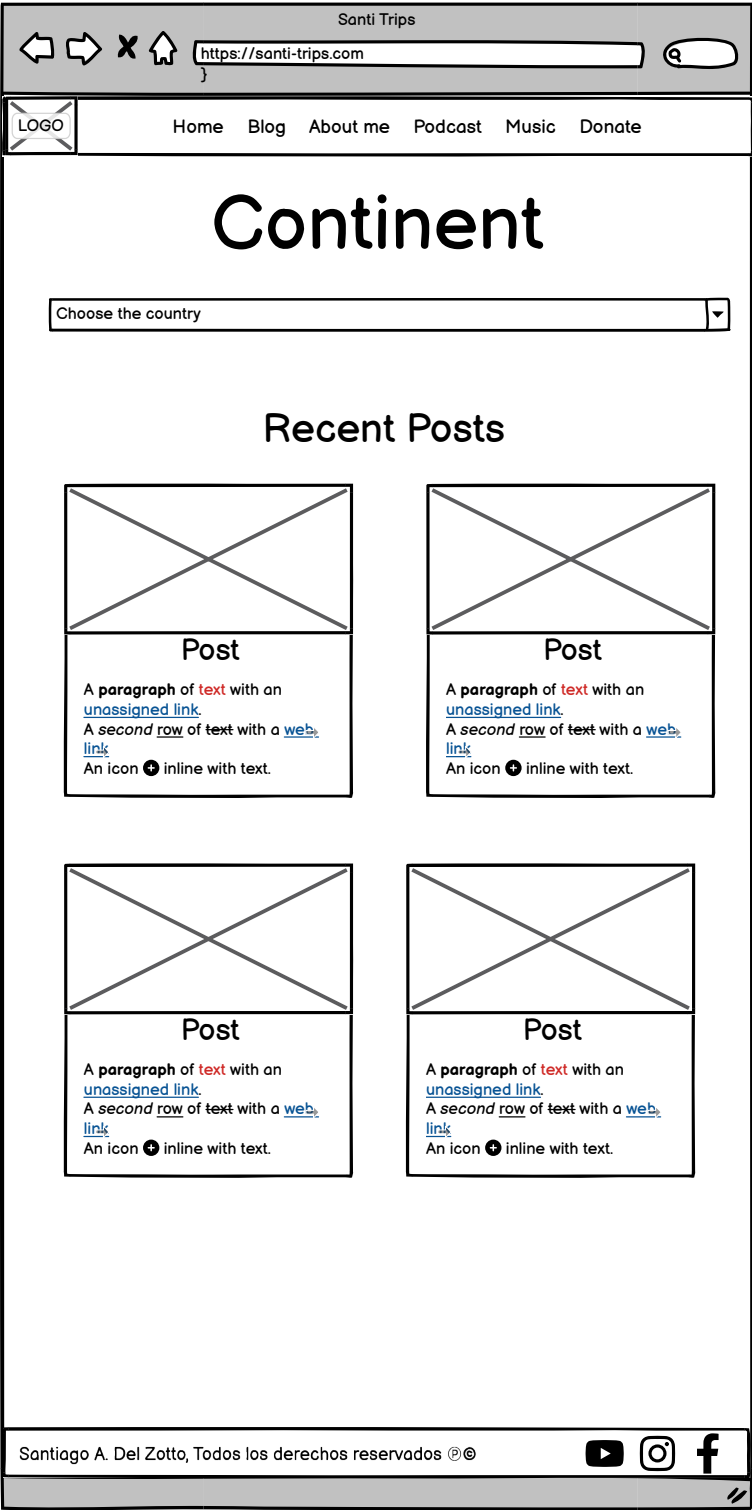 Santi Trips
https://santi-trips.com
}
LOGO
Home Blog About me Podcast Music Donate
Continent
Choose the country
Recent Posts
Post
A paragraph of text with an
unassigned link.
A second row of text with a web
link
An icon inline with text.
Post
A paragraph of text with an
unassigned link.
A second row of text with a web
link
An icon inline with text.
Post
A paragraph of text with an
unassigned link.
A second row of text with a web
link
An icon inline with text.
Post
A paragraph of text with an
unassigned link.
A second row of text with a web
link
An icon inline with text.
Santiago A. Del Zotto, Todos los derechos reservados ℗©